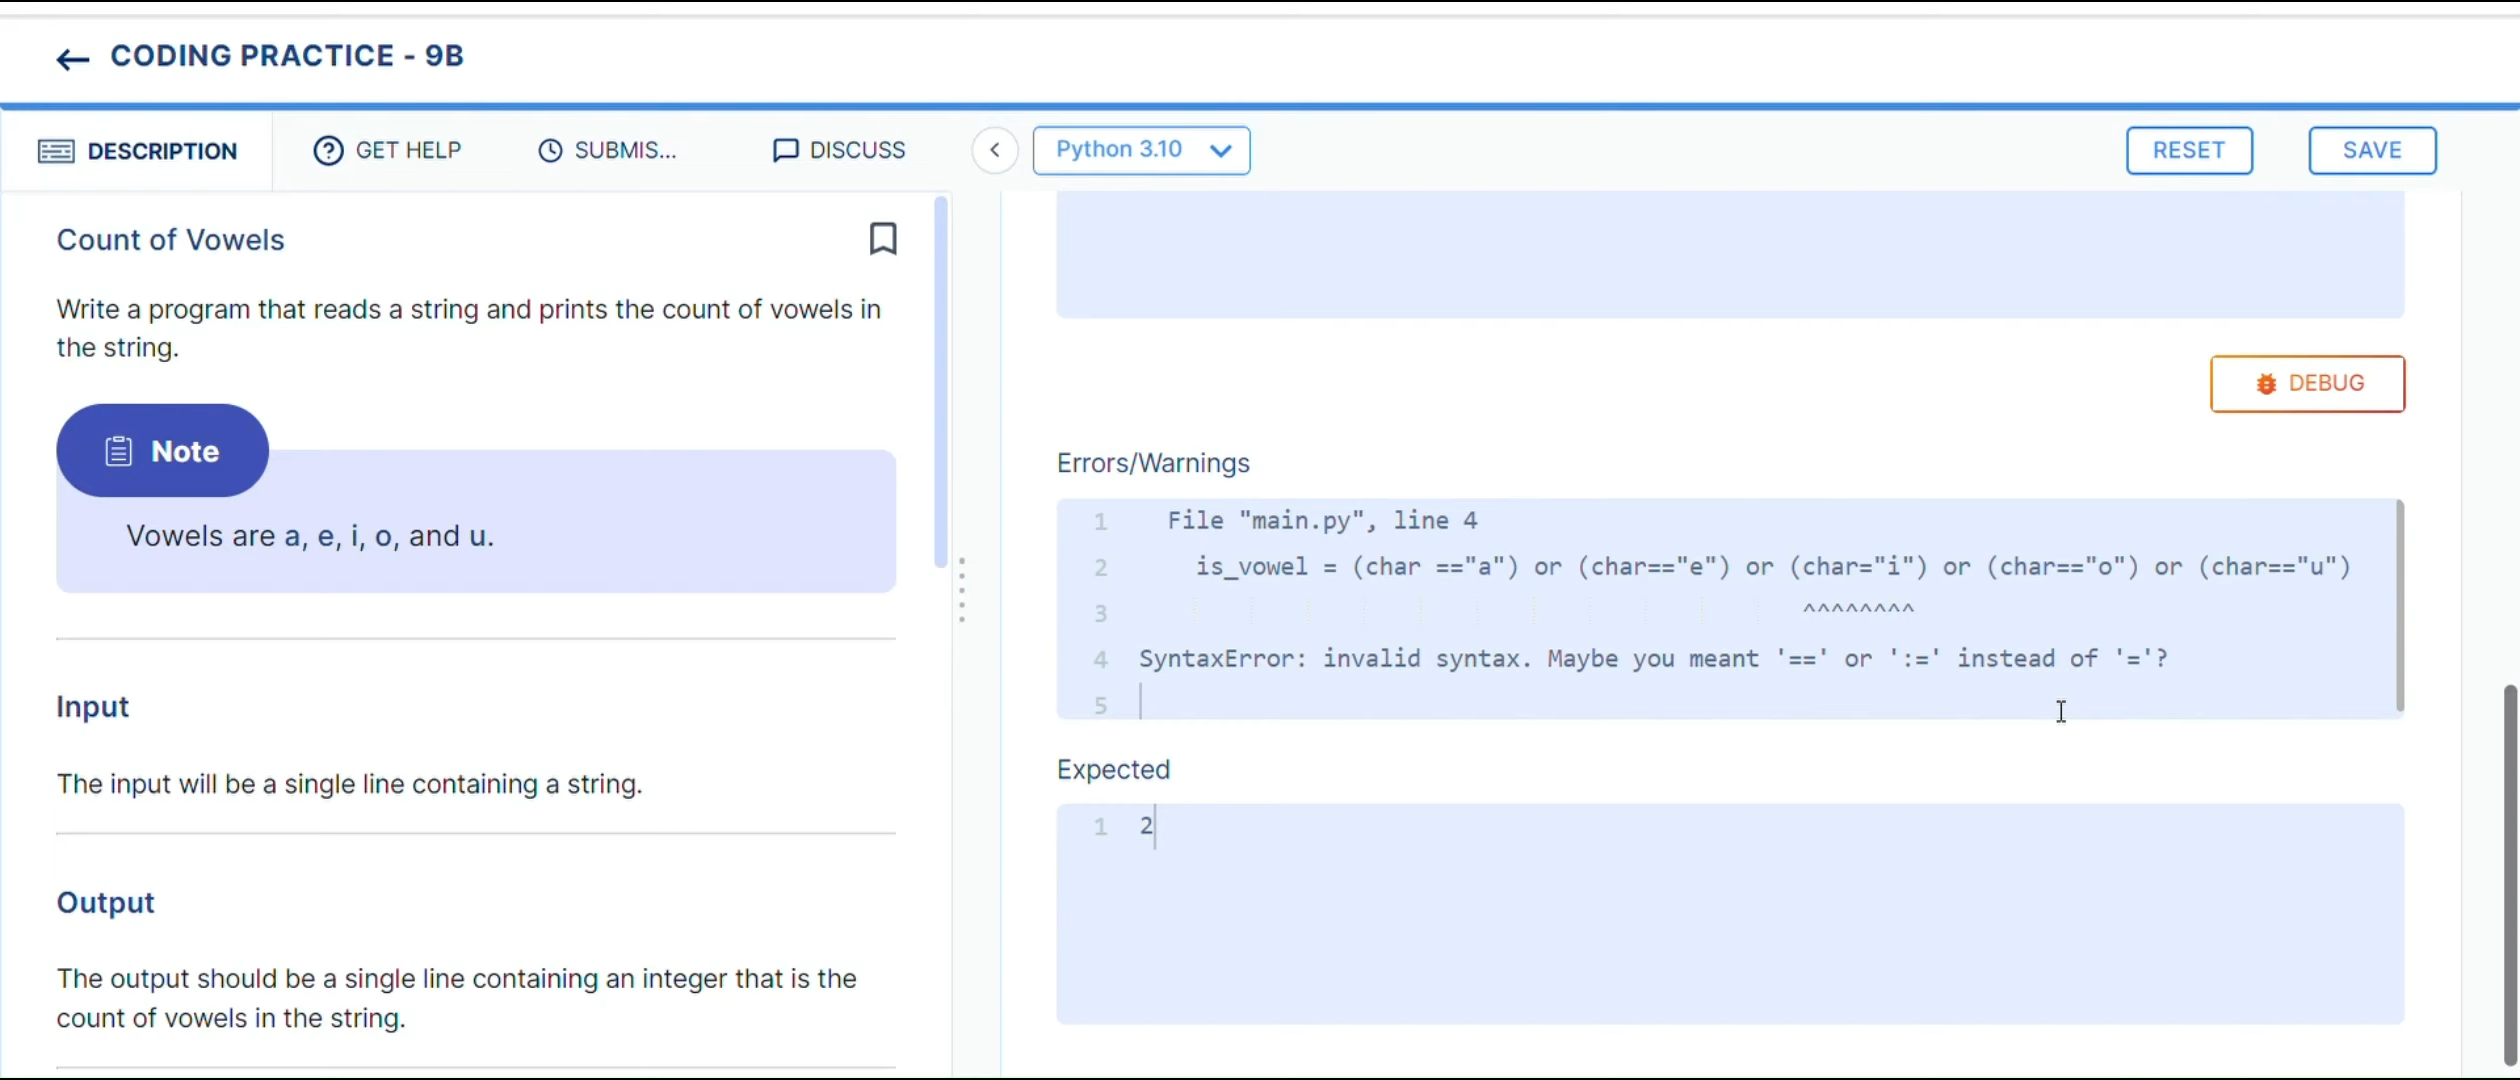 CODING PRACTICE - 9B
DESCRIPTION
GET HELP
SUBMIS...
DISCUSS
Python 3.10
RESET
SAVE
Count of Vowels
Write a program that reads a string and prints the count of vowels in
the string.
Note
Vowels are a, e, i, o, and u.
Input
The input will be a single line containing a string.
Output
The output should be a single line containing an integer that is the
count of vowels in the string.
DEBUG
Errors/Warnings
1 File "main.py", line 4
2 is_vowel = (char =="a") or (char=="e") or (char="i") or (char=="o") or (char=="u")
3 ^^^^^^^^
4 SyntaxError: invalid syntax. Maybe you meant '==' or ':=' instead of '='?
5
Expected
1 2